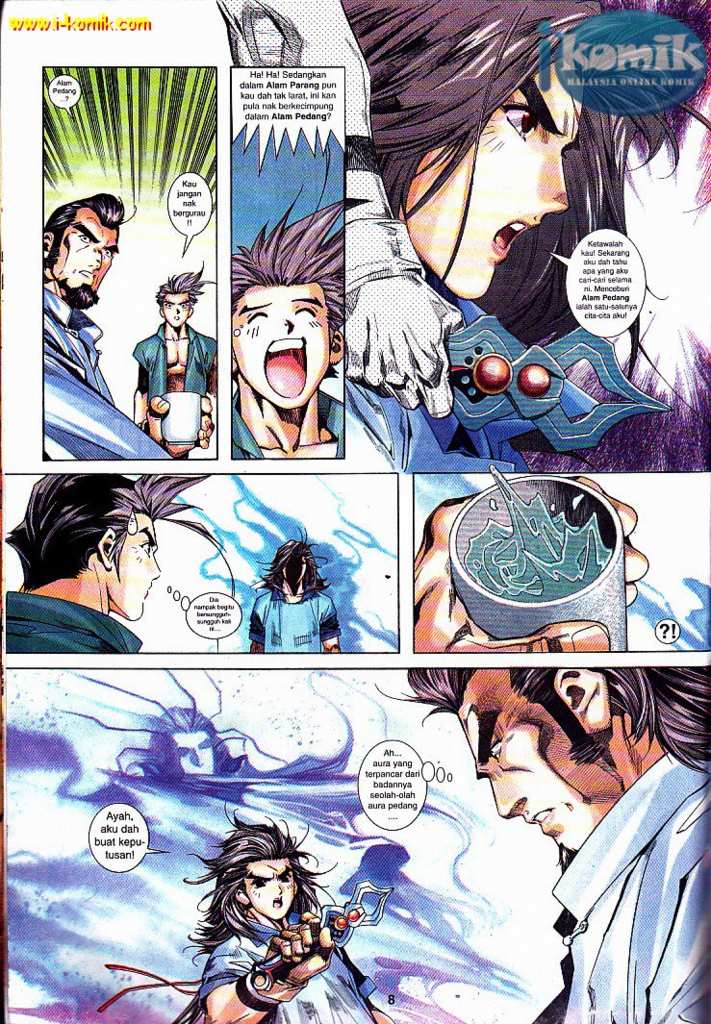 www.i-komik.com
ikomik
MALAYSIA ONLINE KOMIK
Alam
Pedang
...?
Kau
jangan
nak
bergurau
!!
Ha! Ha! Sedangkan
dalam Alam Parang pun
kau dah tak larat, ini kan
pula nak berkecimpung
dalam Alam Pedang?
Ketawalah
kau! Sekarang
aku dah tahu
apa yang aku
cari-cari selama
ni. Menceburi
Alam Pedang
ialah satu-satunya
cita-cita aku!
Dia
nampak begitu
bersungguh-
sungguh kali
ni...
?!
Ah...
aura yang
terpancar dari
badannya
seolah-olah
aura pedang
....
Ayah,
aku dah
buat kepu-
tusan!
8